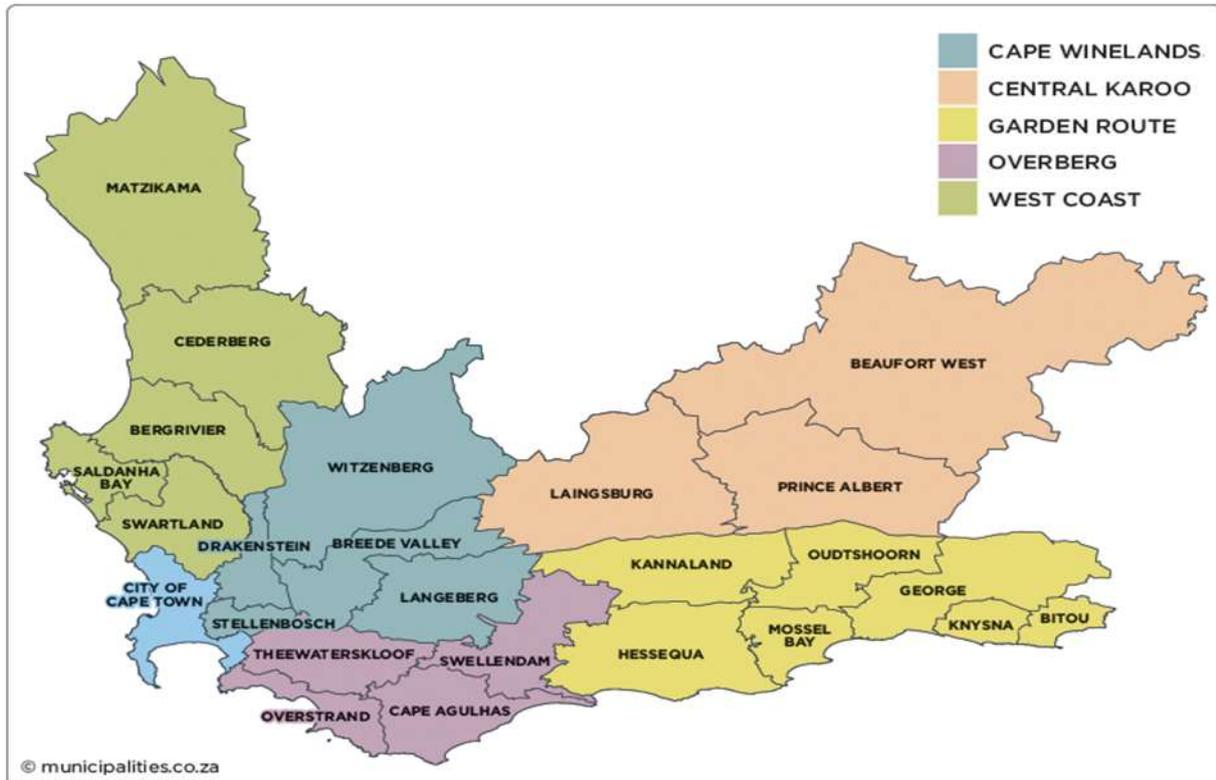 CAPE WINELANDS
CENTRAL KAROO
GARDEN ROUTE
OVERBERG
WEST COAST
MATZIKAMA
CEDERBERG
BERGRIVIER
SALDANHA
BAY
SWARTLAND
WITZENBERG
DRAKENSTEIN
BREEDE VALLEY
CITY OF
CAPE TOWN
LANGEBERG
STELLENBOSCH
THEEWATERSKLOOF
SWELLENDAM
OVERSTRAND
CAPE AGULHAS
BEAUFORT WEST
LAINGSBURG
PRINCE ALBERT
KANNALAND
OUDTSHOORN
GEORGE
HESSEQUA
MOSSEL
BAY
KNYSNA
BITOU
© municipalities.co.za